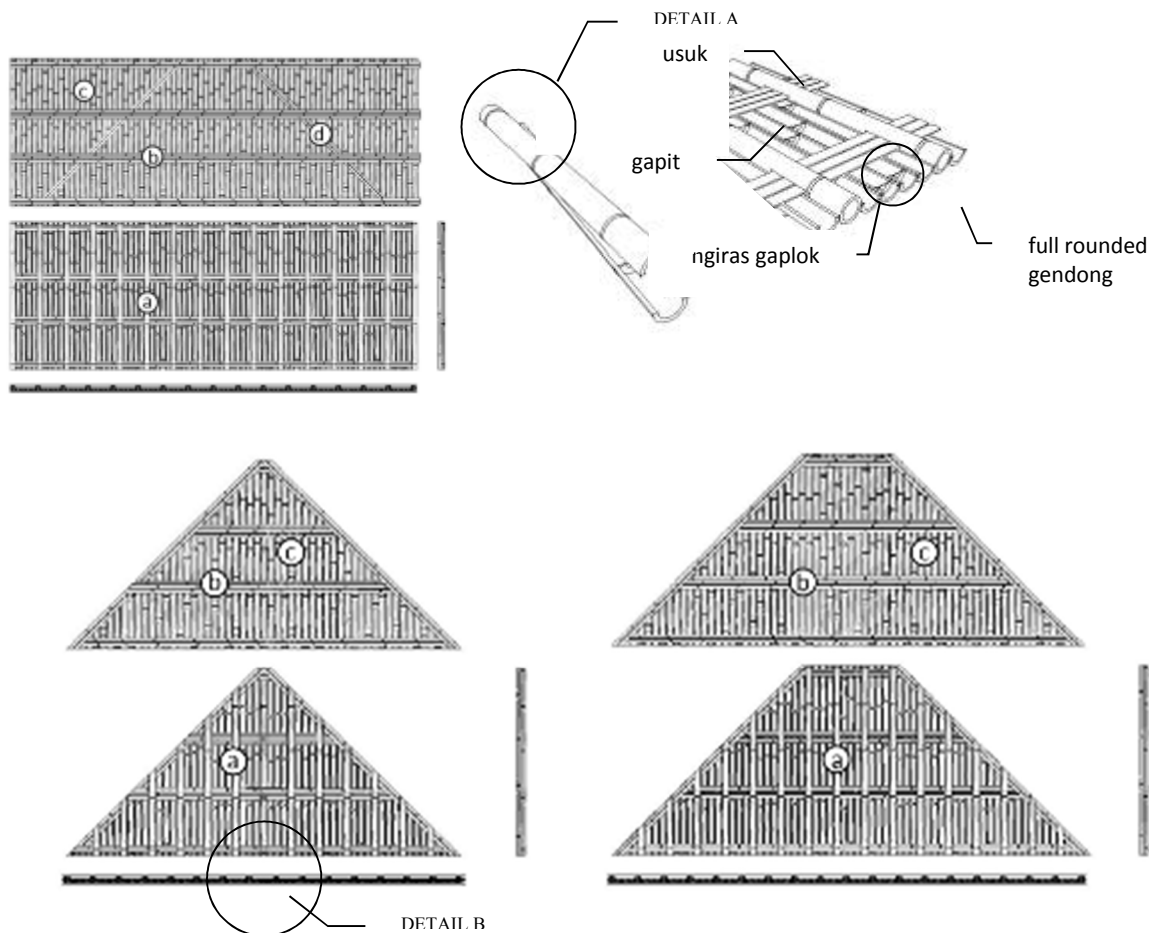 DETAIL A
usuk
gapit
ngiras gaplok
full rounded
gendong
c
d
b
a
c
b
c
b
a
a
DETAIL B